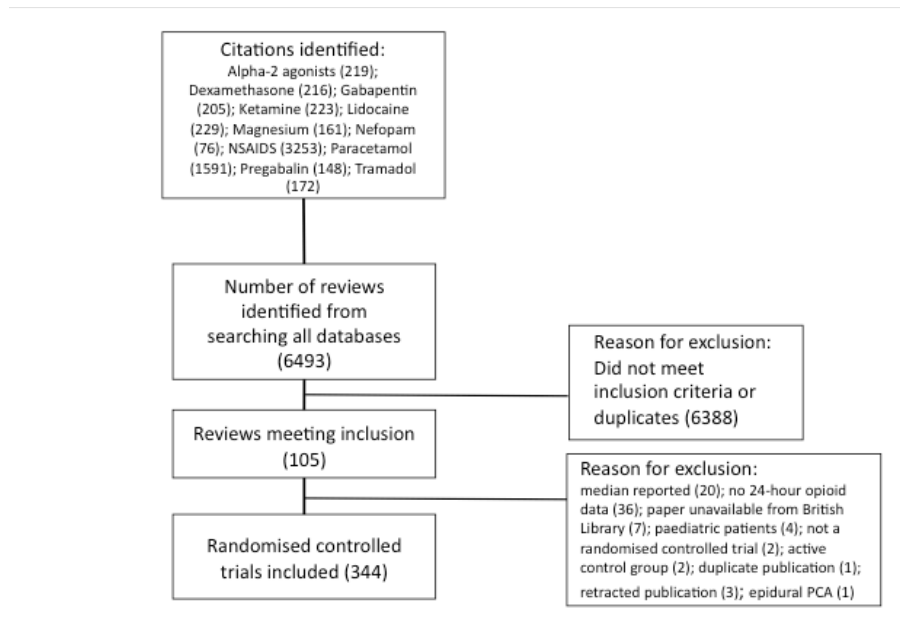 Citations identified:
Alpha-2 agonists (219);
Dexamethasone (216); Gabapentin
(205); Ketamine (223); Lidocaine
(229); Magnesium (161); Nefopam
(76); NSAIDS (3253); Paracetamol
(1591); Pregabalin (148); Tramadol
(172)
Number of reviews
identified from
searching all databases
(6493)
Reason for exclusion:
Did not meet
inclusion criteria or
duplicates (6388)
Reviews meeting inclusion
(105)
Reason for exclusion:
median reported (20); no 24-hour opioid
data (36); paper unavailable from British
Library (7); paediatric patients (4); not a
randomised controlled trial (2); active
control group (2); duplicate publication (1);
retracted publication (3); epidural PCA (1)
Randomised controlled
trials included (344)